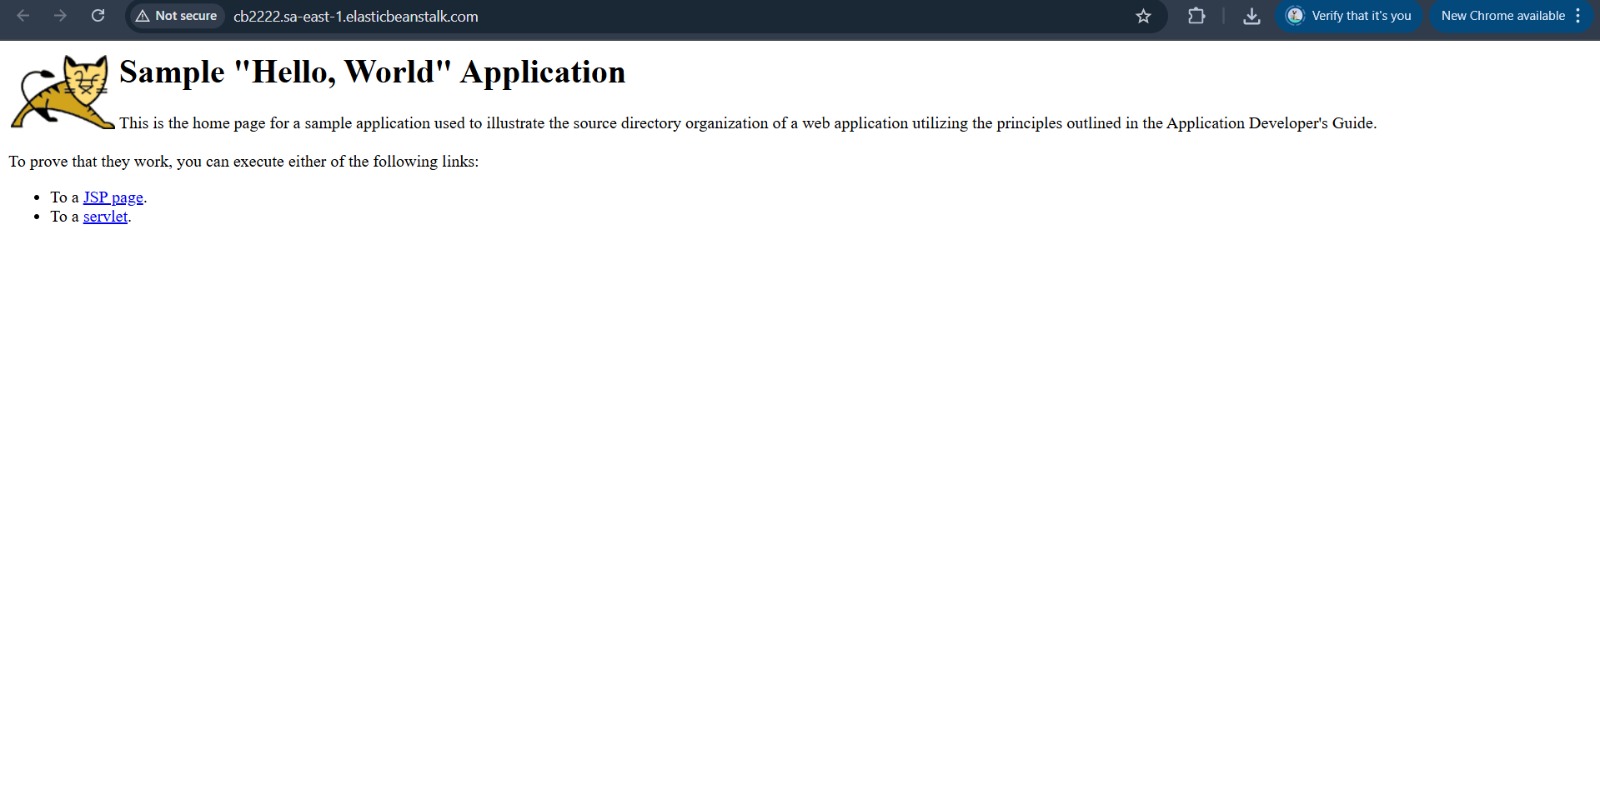 Not secure cb2222.sa-east-1.elasticbeanstalk.com Verify that it's you New Chrome available
Sample "Hello, World" Application
This is the home page for a sample application used to illustrate the source directory organization of a web application utilizing the principles outlined in the Application Developer's Guide.
To prove that they work, you can execute either of the following links:
• To a JSP page.
• To a servlet.